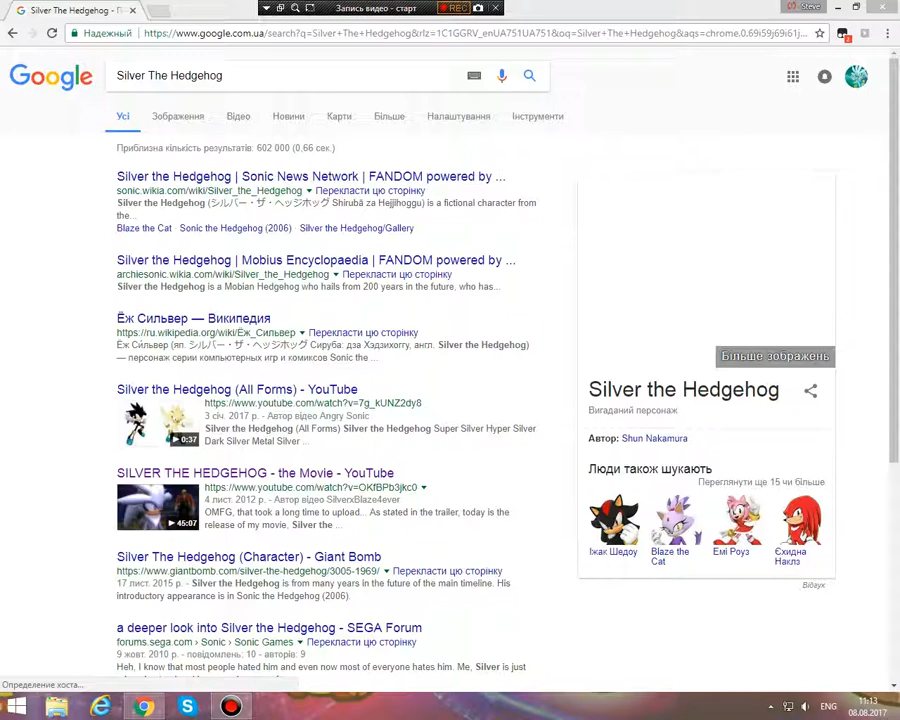 Silver The Hedgehog - П
Запись видео - старт
REC
Steve
Надежный
https://www.google.com.ua/search?q=Silver+The+Hedgehog&rlz=1C1GGRV_enUA751UA751&oq=Silver+The+Hedgehog&aqs=chrome.0.69i59j69i61j...
2
Google
Silver The Hedgehog
Усі Зображення Відео Новини Карти Більше Налаштування Інструменти
Приблизна кількість результатів: 602 000 (0,66 сек.)
Silver the Hedgehog | Sonic News Network | FANDOM powered by ...
sonic.wikia.com/wiki/Silver_the_Hedgehog Перекласти цю сторінку
Silver the Hedgehog (シルバー・ザ・ヘッジホッグ Shirubā za Hejjihoggu) is a fictional character from
the...
Blaze the Cat · Sonic the Hedgehog (2006) · Silver the Hedgehog/Gallery
Silver the Hedgehog | Mobius Encyclopaedia | FANDOM powered by ...
archiesonic.wikia.com/wiki/Silver_the_Hedgehog Перекласти цю сторінку
Silver the Hedgehog is a Mobian Hedgehog who hails from 200 years in the future, who has...
Ёж Сильвер — Википедия
https://ru.wikipedia.org/wiki/Ёж_Сильвер Перекласти цю сторінку
Ёж Си́львер (яп. シルバー・ザ・ヘッジホッグ Сируба: дза Хэдзихоггу, англ. Silver the Hedgehog)
— персонаж серии компьютерных игр и комиксов Sonic the ...
Silver the Hedgehog (All Forms) - YouTube
https://www.youtube.com/watch?v=7g_kUNZ2dy8
3 січ. 2017 р. - Автор відео Angry Sonic
Silver the Hedgehog (All Forms) Silver the Hedgehog Super Silver Hyper Silver
Dark Silver Metal Silver ...
0:37
SILVER THE HEDGEHOG - the Movie - YouTube
https://www.youtube.com/watch?v=OKfBPb3jkc0
4 лист. 2012 р. - Автор відео SilverxBlaze4ever
OMFG, that took a long time to upload... As stated in the trailer, today is the
release of my movie, Silver the ...
45:07
Silver The Hedgehog (Character) - Giant Bomb
https://www.giantbomb.com/silver-the-hedgehog/3005-1969/ Перекласти цю сторінку
17 лист. 2015 р. - Silver the Hedgehog is from many years in the future of the main timeline. His
introductory appearance is in Sonic the Hedgehog (2006).
a deeper look into Silver the Hedgehog - SEGA Forum
forums.sega.com › Sonic › Sonic Games Перекласти цю сторінку
9 жовт. 2010 - повідомлень: 10 - авторів: 9
Heh, I know that most people hated him and even now most of everyone hates him. Me, Silver is just
Більше зображень
Silver the Hedgehog
Вигаданий персонаж
Автор: Shun Nakamura
Люди також шукають
Переглянути ще 15 чи більше
Їжак Шедоу
Blaze the
Cat
Емі Роуз
Єхидна
Наклз
Відгук
Определение хоста...
ENG
11:13
08.08.2017